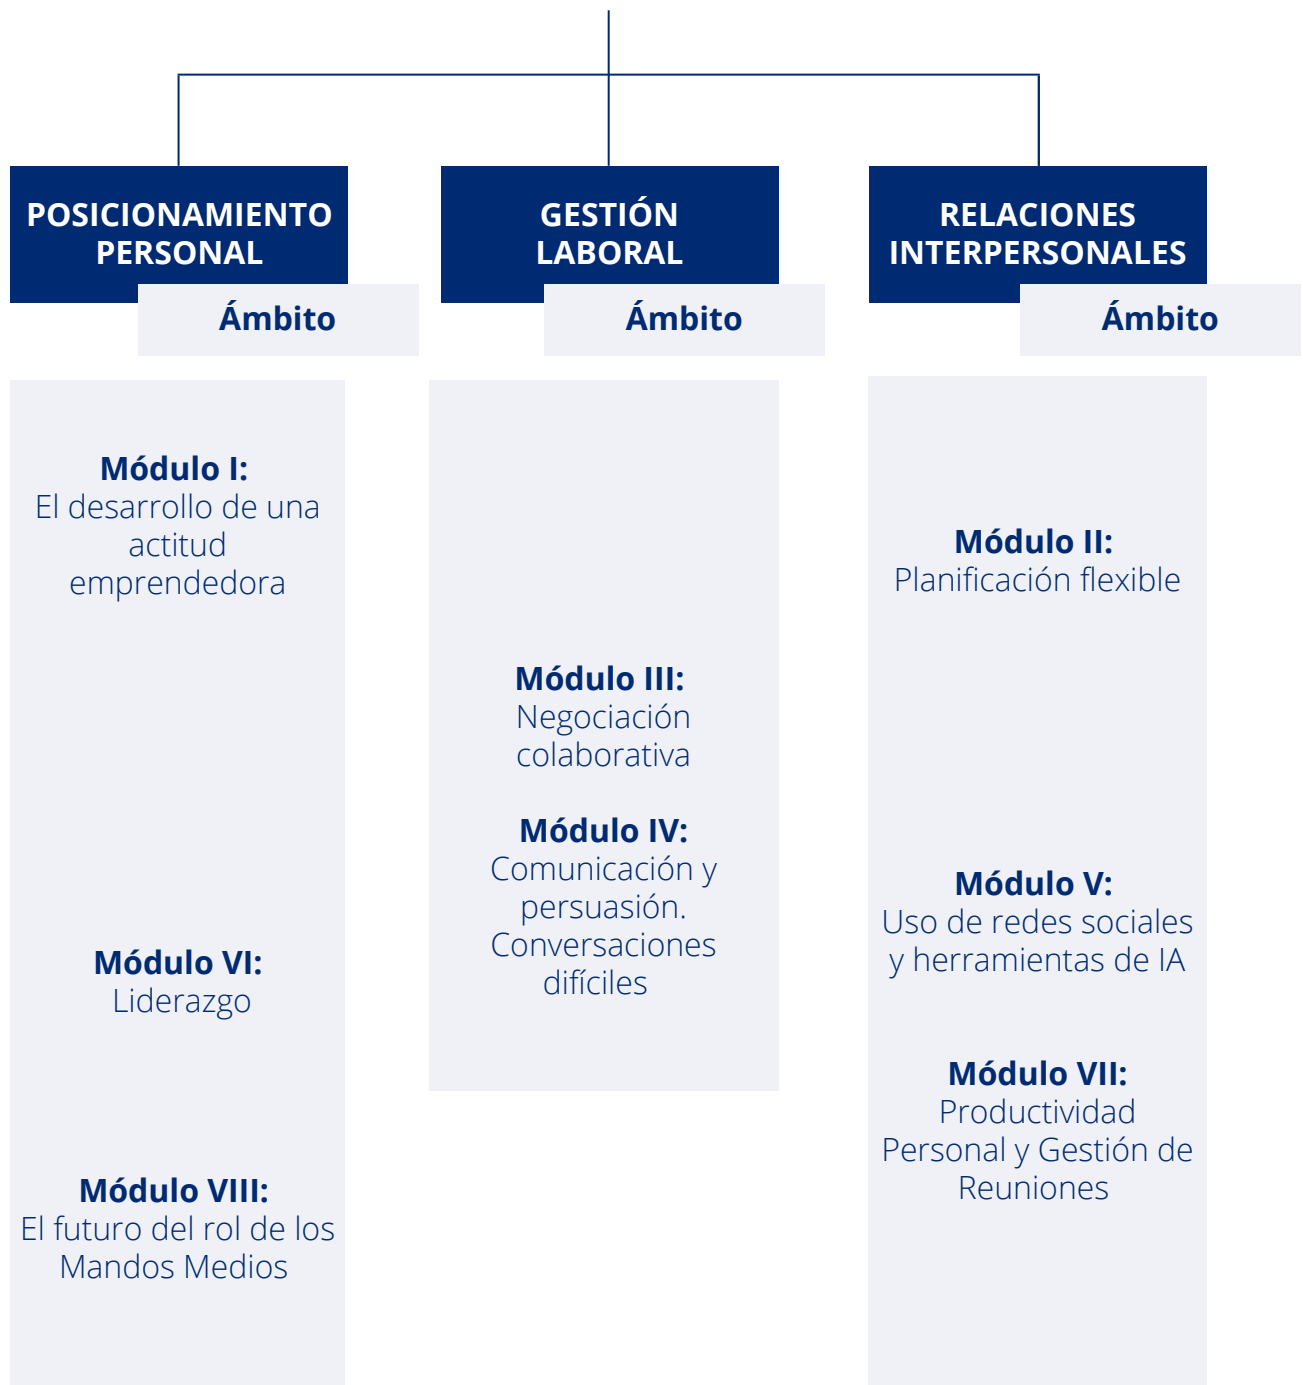 POSICIONAMIENTO
PERSONAL
Ámbito
GESTIÓN
LABORAL
Ámbito
RELACIONES
INTERPERSONALES
Ámbito
Módulo I:
El desarrollo de una
actitud
emprendedora
Módulo VI:
Liderazgo
Módulo VIII:
El futuro del rol de los
Mandos Medios
Módulo III:
Negociación
colaborativa
Módulo IV:
Comunicación y
persuasión.
Conversaciones
difíciles
Módulo II:
Planificación flexible
Módulo V:
Uso de redes sociales
y herramientas de IA
Módulo VII:
Productividad
Personal y Gestión de
Reuniones